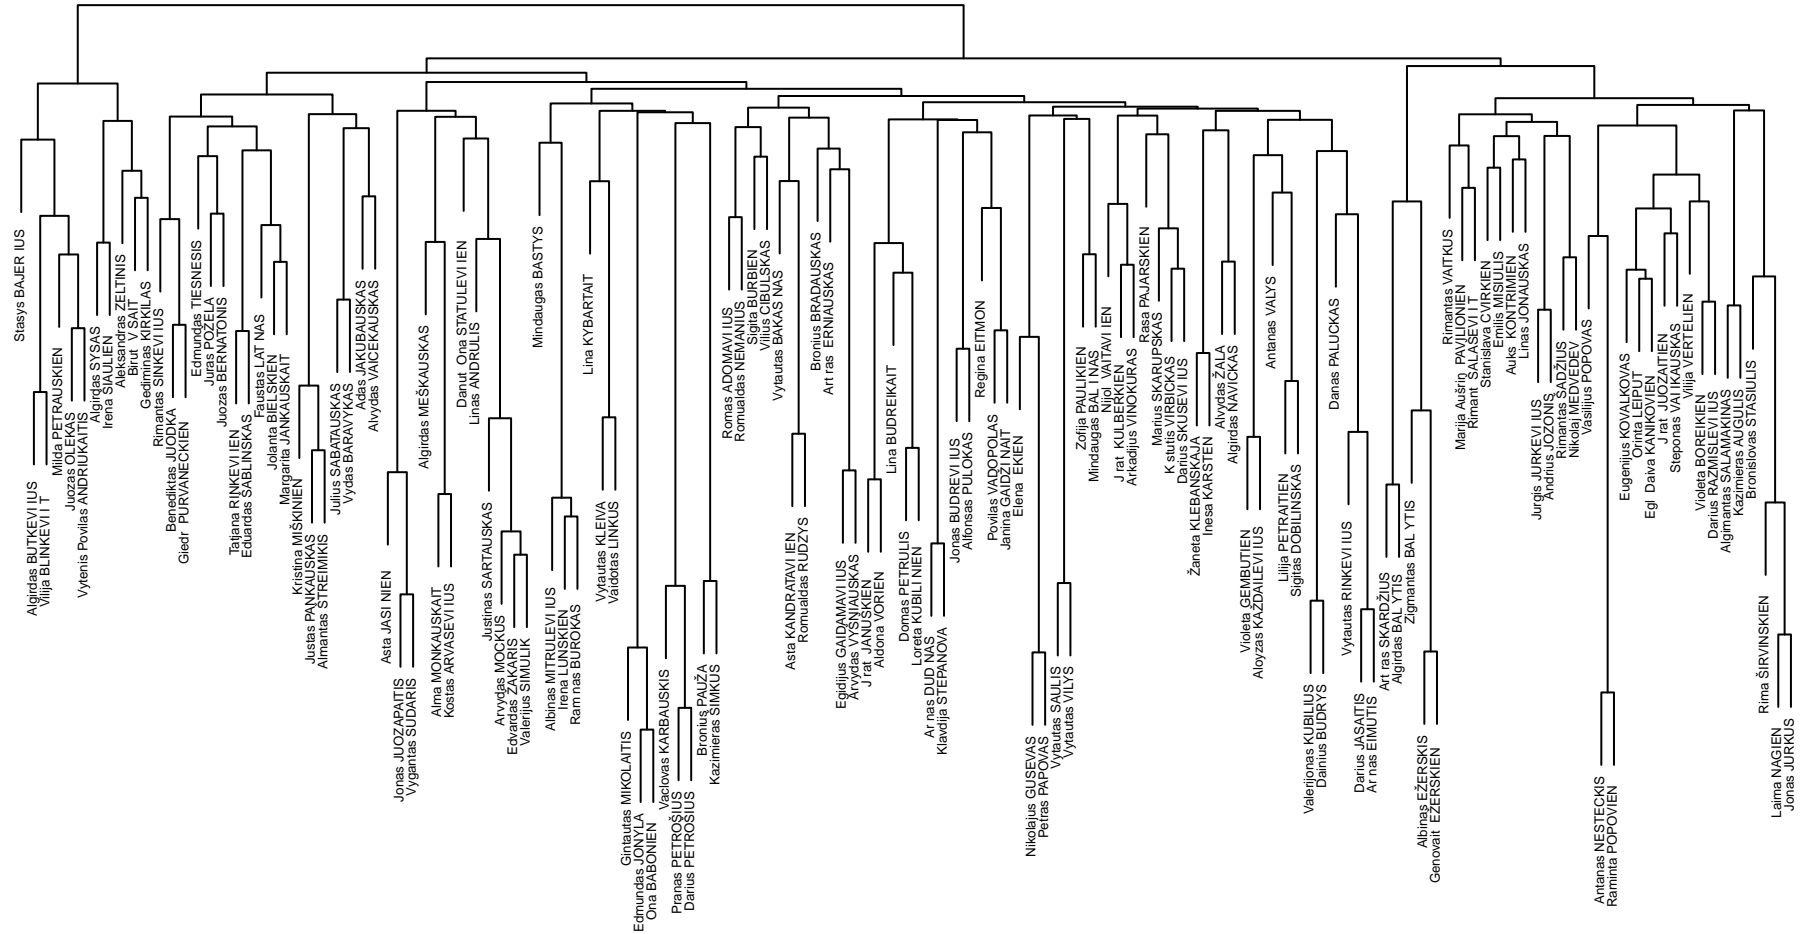 Stasys BAJER IUS
Algirdas BUTKEVI IUS
Vilija BLINKEVI I T
Milda PETRAUSKIEN
Juozas OLEKAS
Vytenis Povilas ANDRIUKAITIS
Algirdas SYSAS
Irena ŠIAULIEN
Aleksandras ZELTINIS
Birut  V SAIT
Gediminas KIRKILAS
Rimantas SINKEVI IUS
Benediktas JUODKA
Giedr  PURVANECKIEN
Edmundas TIESNESIS
Juras POŽELA
Juozas BERNATONIS
Tatjana RINKEVI IEN
Eduardas ŠABLINSKAS
Faustas LAT NAS
Jolanta BIELSKIEN
Margarita JANKAUSKAIT
Kristina MIŠKINIEN
Justas PANKAUSKAS
Almantas STREIMIKIS
Julius SABATAUSKAS
Vydas BARAVYKAS
Adas JAKUBAUSKAS
Alvydas VAICEKAUSKAS
Asta JASI NIEN
Jonas JUOZAPAITIS
Vygantas SUDARIS
Algirdas MEŠKAUSKAS
Alma MONKAUSKAIT
Kostas ARVASEVI IUS
Danut  Ona STATULEVI IEN
Linas ANDRULIS
Justinas SARTAUSKAS
Arvydas MOCKUS
Edvardas ŽAKARIS
Valerijus SIMULIK
Mindaugas BASTYS
Albinas MITRULEVI IUS
Irena LUNSKIEN
Ram nas BUROKAS
Lina KYBARTAIT
Vytautas KLEIVA
Vaidotas LINKUS
Gintautas MIKOLAITIS
Edmundas JONYLA
Ona BABONIEN
Vaclovas KARBAUSKIS
Pranas PETROŠIUS
Darius PETROŠIUS
Bronius PAUŽA
Kazimieras SIMKUS
Romas ADOMAVI IUS
Romualdas NEMANIUS
Sigita BURBIEN
Vilius CIBULSKAS
Vytautas BAKAS NAS
Asta KANDRATAVI IEN
Romualdas RUDZYS
Bronius BRADAUSKAS
Art ras  ERNIAUSKAS
Egidijus GAIDAMAVI IUS
Arvydas VYŠNIAUSKAS
J rat  JANUŠKIEN
Aldona VORIEN
Lina BUDREIKAIT
Domas PETRULIS
Loreta KUBILI NIEN
Ar nas DUD NAS
Klavdija STEPANOVA
Jonas BUDREVI IUS
Alfonsas PULOKAS
Regina EITMON
Povilas VADOPOLAS
Janina GAIDŽI NAIT
Elena  EKIEN
Nikolajus GUSEVAS
Petras PAPOVAS
Vytautas SAULIS
Vytautas VILYS
Zofija PAULIKIEN
Mindaugas BAL I NAS
Nijol  VAITAVI IEN
J rat  KULBERKIEN
Arkadijus VINOKURAS
Rasa PAJARSKIEN
Marius SKARUPSKAS
K stutis VIRBICKAS
Darius SKUSEVI IUS
Žaneta KLEBANSKAJA
Inesa KARSTEN
Alvydas ŽALA
Algirdas NAVICKAS
Violeta GEMBUTIEN
Aloyzas KAŽDAILEVI IUS
Antanas VALYS
Lilija PETRAITIEN
Sigitas DOBILINSKAS
Valerijonas KUBILIUS
Dainius BUDRYS
Danas PALUCKAS
Vytautas RINKEVI IUS
Darius JASAITIS
Ar nas EIMUTIS
Art ras SKARDŽIUS
Algirdas BAL YTIS
Zigmantas BAL YTIS
Albinas EŽERSKIS
Genovait  EŽERSKIEN
Rimantas VAITKUS
Marija Aušrin  PAVILIONIEN
Rimant  ŠALAŠEVI I T
Stanislava CVIRKIEN
Emilis MISIULIS
Auks  KONTRIMIEN
Linas JONAUSKAS
Jurgis JURKEVI IUS
Andrius JOZONIS
Rimantas SADŽIUS
Nikolaj MEDVEDEV
Vasilijus POPOVAS
Antanas NESTECKIS
Raminta POPOVIEN
Eugenijus KOVALKOVAS
Orinta LEIPUT
Egl  Daiva KANIKOVIEN
J rat  JUOZAITIEN
Steponas VAI IKAUSKAS
Vilija VERTELIEN
Violeta BOREIKIEN
Darius RAZMISLEVI IUS
Algimantas SALAMAKINAS
Kazimieras AUGULIS
Bronislovas STASIULIS
Rima ŠIRVINSKIEN
Laima NAGIEN
Jonas JURKUS